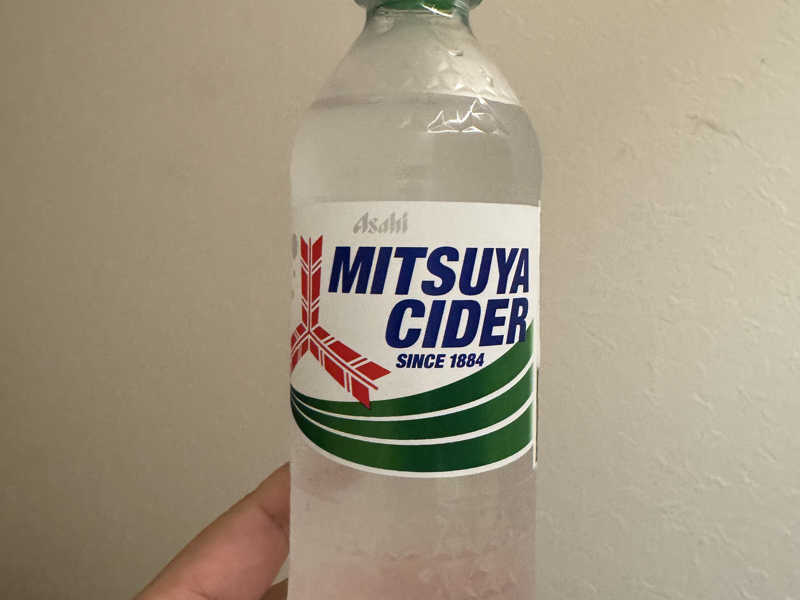 Asahi
MITSUYA
CIDER
SINCE 1884